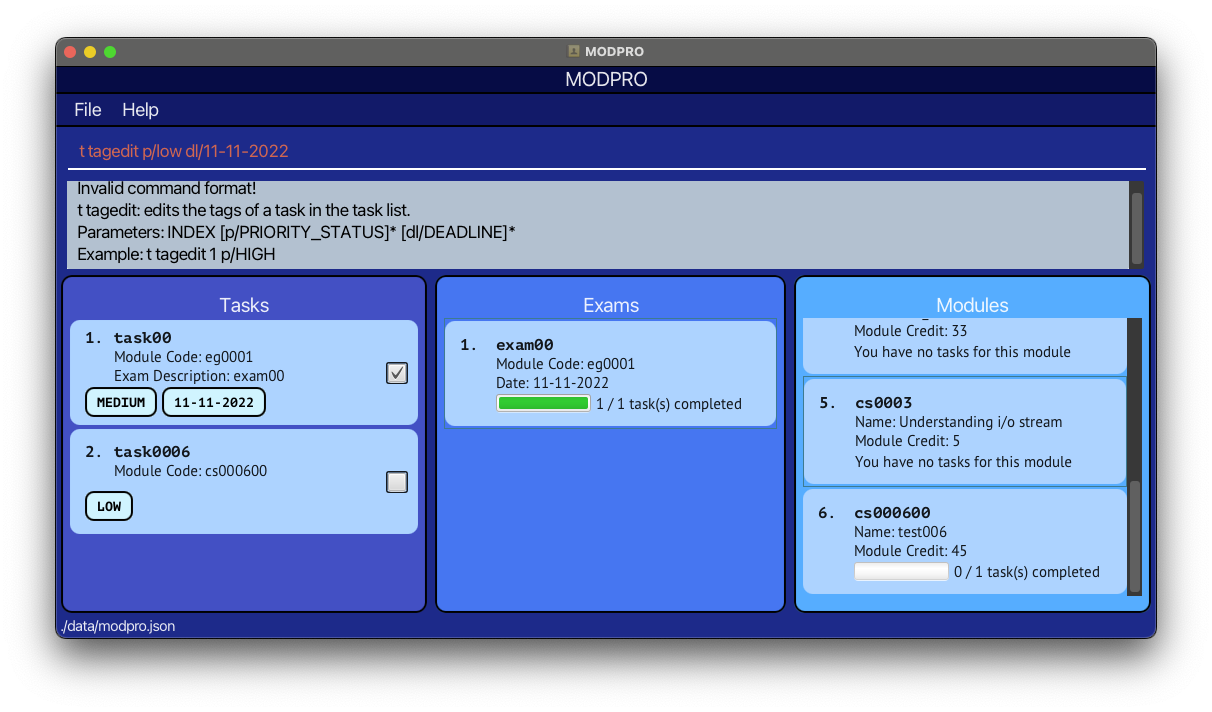 MODPRO
MODPRO
File Help
t tagedit p/low dl/11-11-2022
Invalid command format!
t tagedit: edits the tags of a task in the task list.
Parameters: INDEX [p/PRIORITY_STATUS]* [dl/DEADLINE]*
Example: t tagedit 1 p/HIGH
Tasks
1. task00
Module Code: eg0001
Exam Description: exam00
MEDIUM 11-11-2022
2. task0006
Module Code: cs000600
LOW
Exams
1. exam00
Module Code: eg0001
Date: 11-11-2022
1 / 1 task(s) completed
Modules
Module Credit: 33
You have no tasks for this module
5. cs0003
Name: Understanding i/o stream
Module Credit: 5
You have no tasks for this module
6. cs000600
Name: test006
Module Credit: 45
0 / 1 task(s) completed
./data/modpro.json